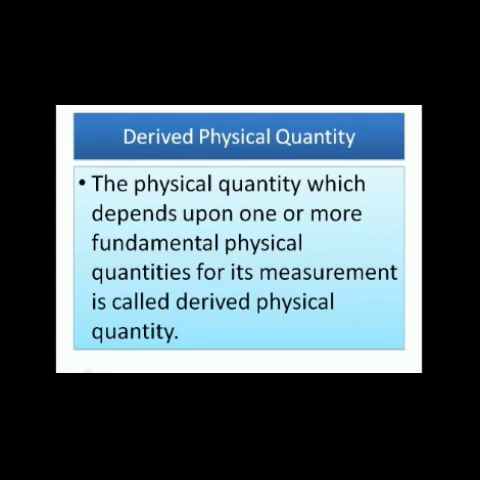 Derived Physical Quantity
• The physical quantity which
depends upon one or more
fundamental physical
quantities for its measurement
is called derived physical
quantity.